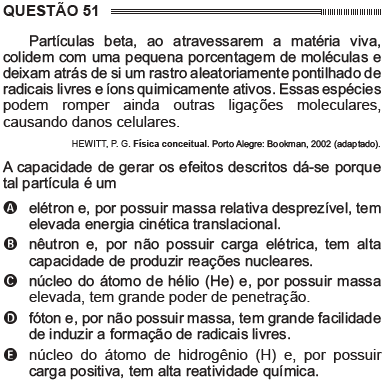 QUESTÃO 51
Partículas beta, ao atravessarem a matéria viva,
colidem com uma pequena porcentagem de moléculas e
deixam atrás de si um rastro aleatoriamente pontilhado de
radicais livres e íons quimicamente ativos. Essas espécies
podem romper ainda outras ligações moleculares,
causando danos celulares.
HEWITT, P. G. Física conceitual. Porto Alegre: Bookman, 2002 (adaptado).
A capacidade de gerar os efeitos descritos dá-se porque
tal partícula é um
A elétron e, por possuir massa relativa desprezível, tem
elevada energia cinética translacional.
B nêutron e, por não possuir carga elétrica, tem alta
capacidade de produzir reações nucleares.
C núcleo do átomo de hélio (He) e, por possuir massa
elevada, tem grande poder de penetração.
D fóton e, por não possuir massa, tem grande facilidade
de induzir a formação de radicais livres.
E núcleo do átomo de hidrogênio (H) e, por possuir
carga positiva, tem alta reatividade química.